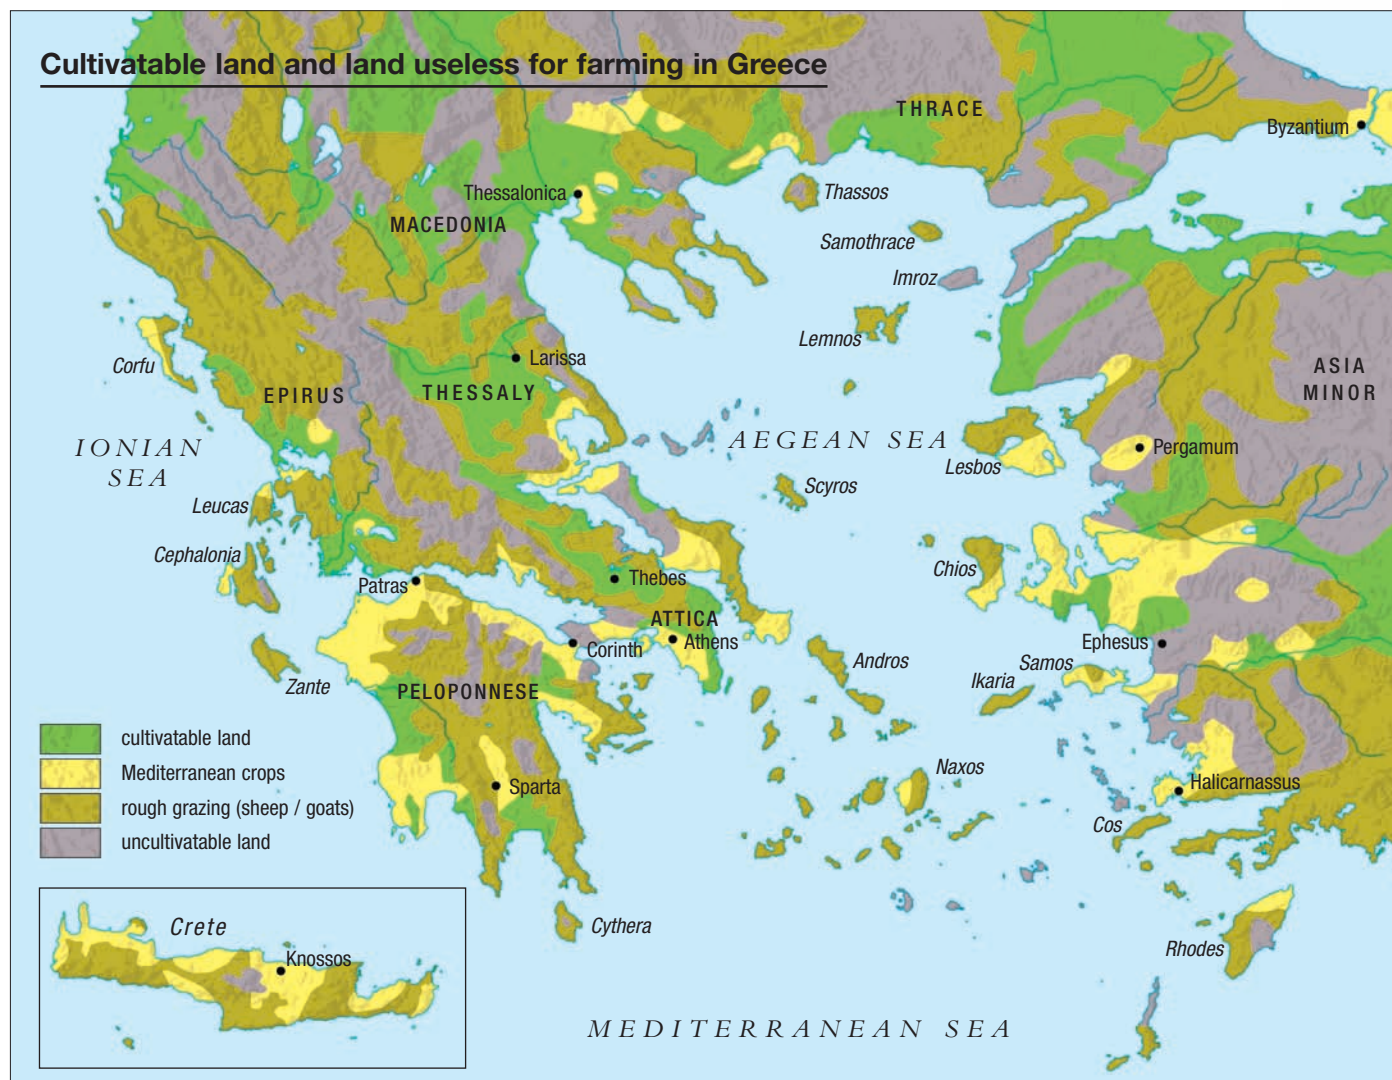 Cultivatable land and land useless for farming in Greece
THRACE
Byzantium
Thessalonica
Thassos
MACEDONIA
Samothrace
Imroz
Lemnos
Larissa
Corfu
ASIA
MINOR
EPIRUS
THESSALY
IONIAN
SEA
AEGEAN SEA
Pergamum
Lesbos
Scyros
Leucas
Cephalonia
Chios
Patras
Thebes
ATTICA
Athens
Corinth
Ephesus
Andros
Samos
Ikaria
Zante
PELOPONNESE
cultivatable land
Mediterranean crops
rough grazing (sheep / goats)
uncultivatable land
Sparta
Naxos
Halicarnassus
Cos
Crete
Knossos
Cythera
Rhodes
MEDITERRANEAN SEA